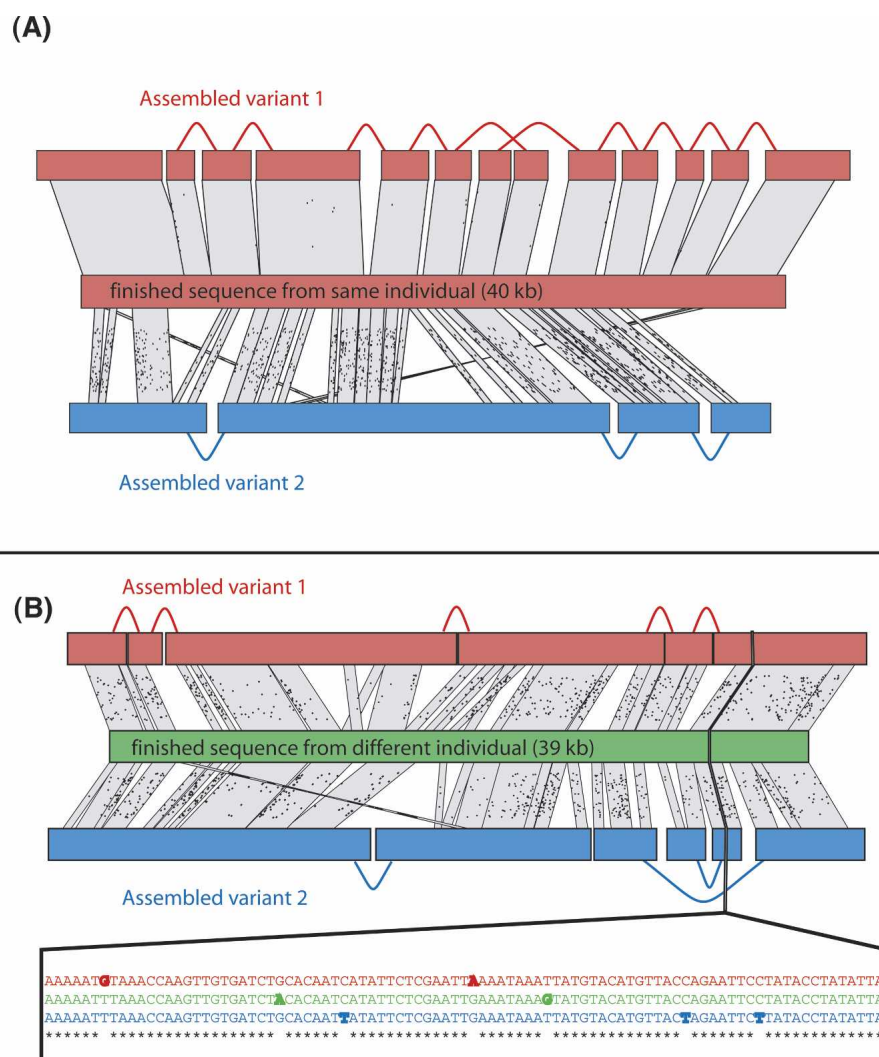 (A)
Assembled variant 1
finished sequence from same individual (40 kb)
Assembled variant 2
(B)
Assembled variant 1
finished sequence from different individual (39 kb)
Assembled variant 2
AAAAATGTAAACCAAGTTGTGATCTGCACAATCATATTCTCGAATTAAAATAAATTATGTACATGTTACCAGAATTCCTATACCTATATTA
AAAAATTTAAACCAAGTTGTGATCTACACAATCATATTCTCGAATTGAAATAAAGTATGTACATGTTACCAGAATTCCTATACCTATATTA
AAAAATTTAAACCAAGTTGTGATCTGCACAATTATATTCTCGAATTGAAATAAATTATGTACATGTTACTAGAATTCTTATACCTATATTA
****** ****************** ****** ************* ******* ************** ******* *************